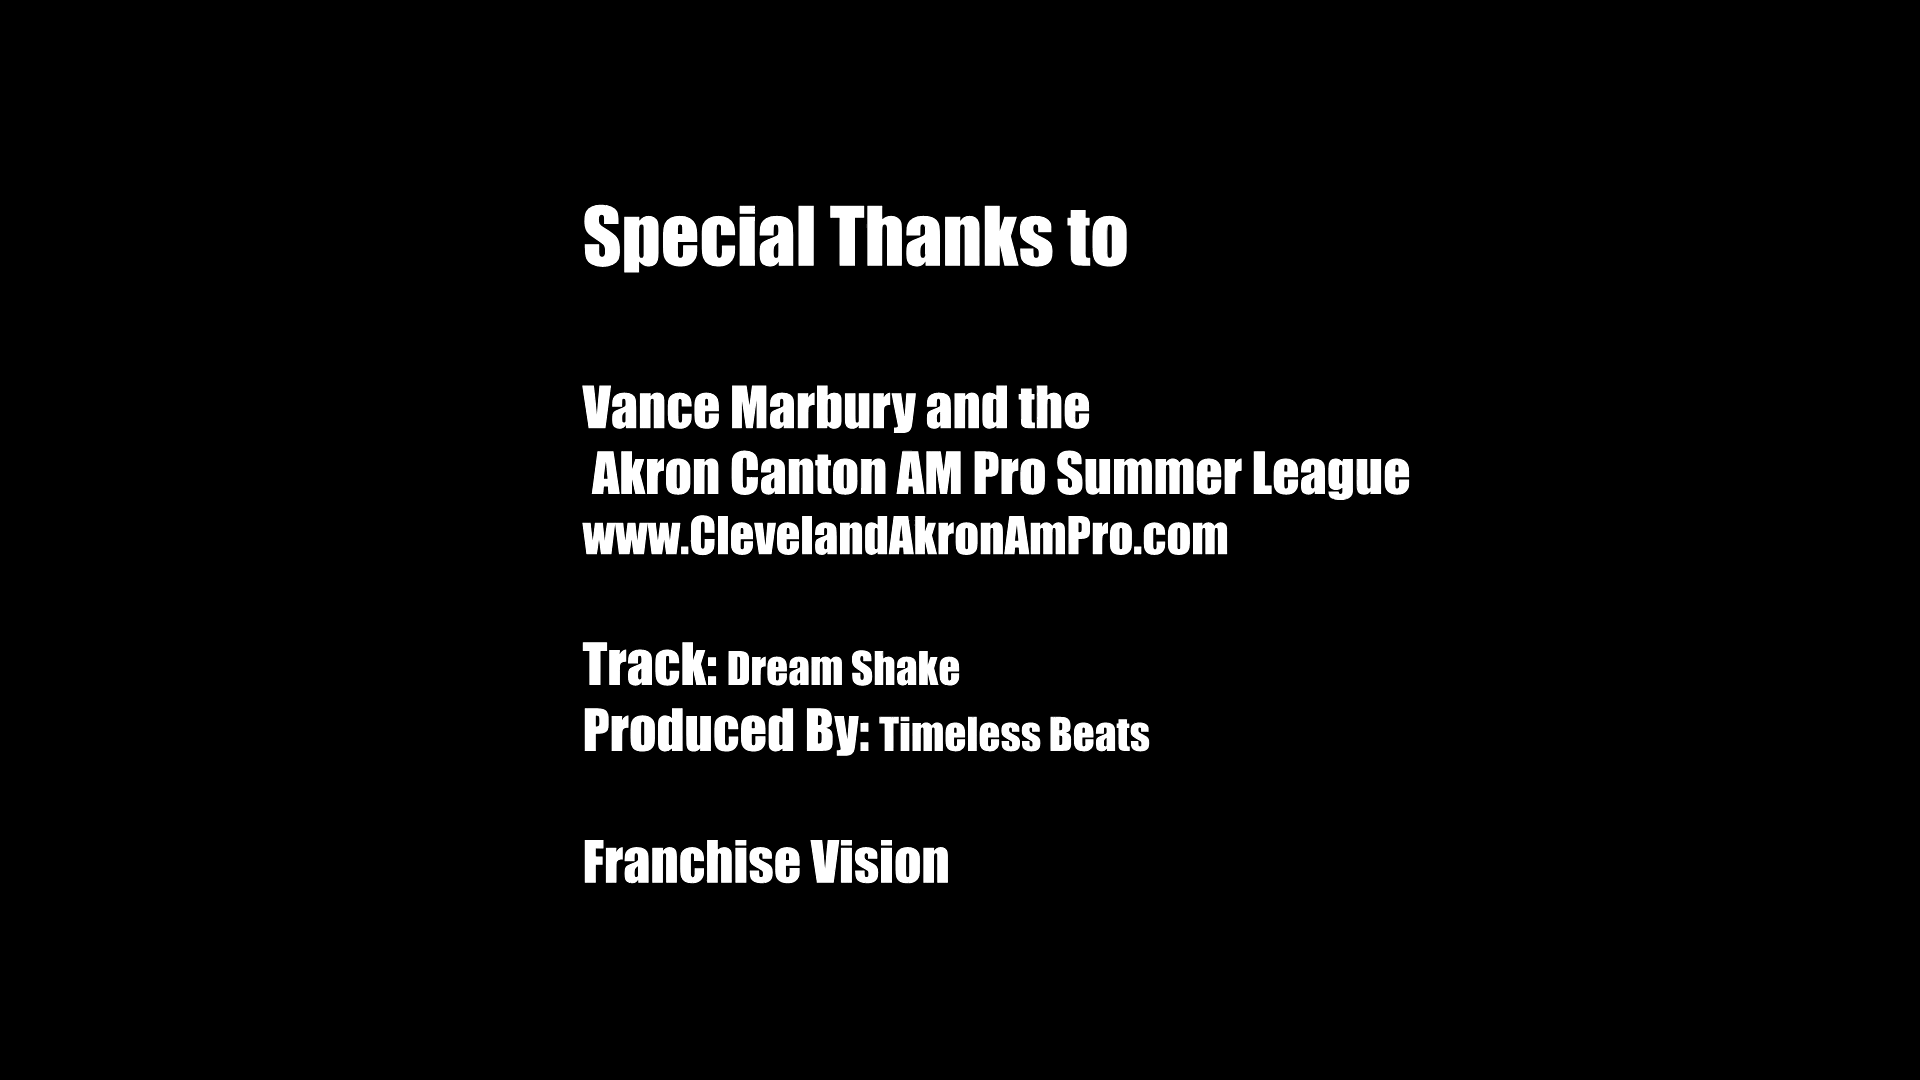 Special Thanks to
Vance Marbury and the
Akron Canton AM Pro Summer League
www.ClevelandAkronAmPro.com
Track: Dream Shake
Produced By: Timeless Beats
Franchise Vision